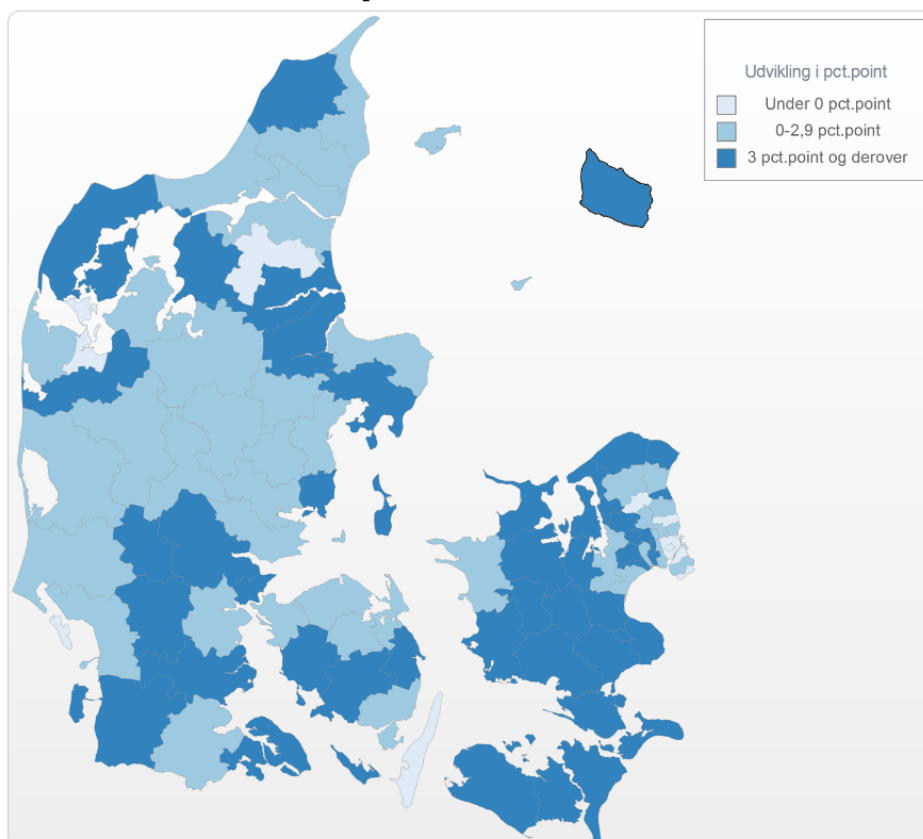 Udvikling i pct.point
Under 0 pct.point
0-2,9 pct.point
3 pct.point og derover